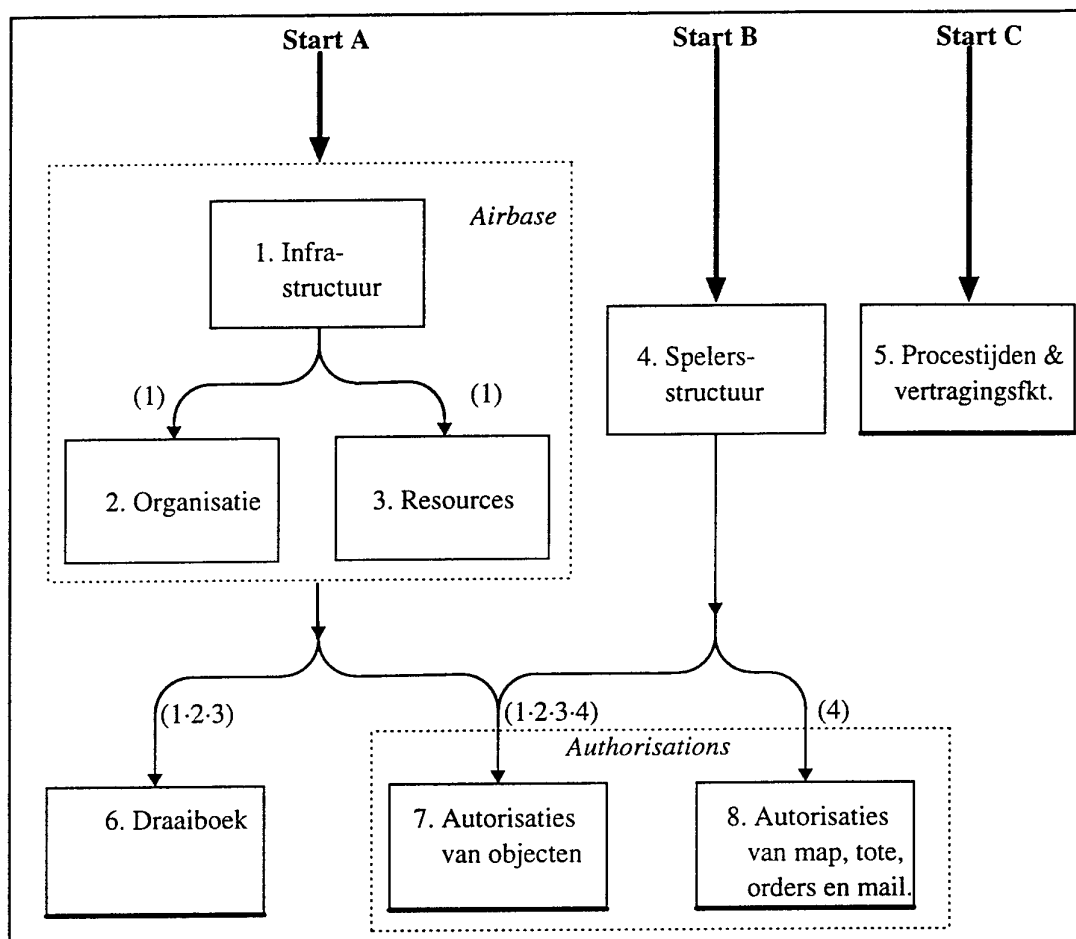 Start A
Start B
Start C
Airbase
1. Infra-
structuur
(1)
(1)
2. Organisatie
3. Resources
4. Spelers-
structuur
5. Procestijden &
vertragingsfkt.
(1·2·3)
(1·2·3·4)
(4)
Authorisations
6. Draaiboek
7. Autorisaties
van objecten
8. Autorisaties
van map, tote,
orders en mail.